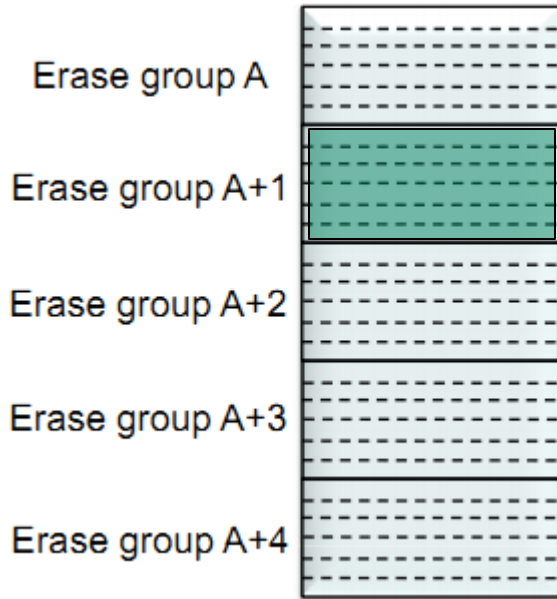 Erase group A
Erase group A+1
Erase group A+2
Erase group A+3
Erase group A+4